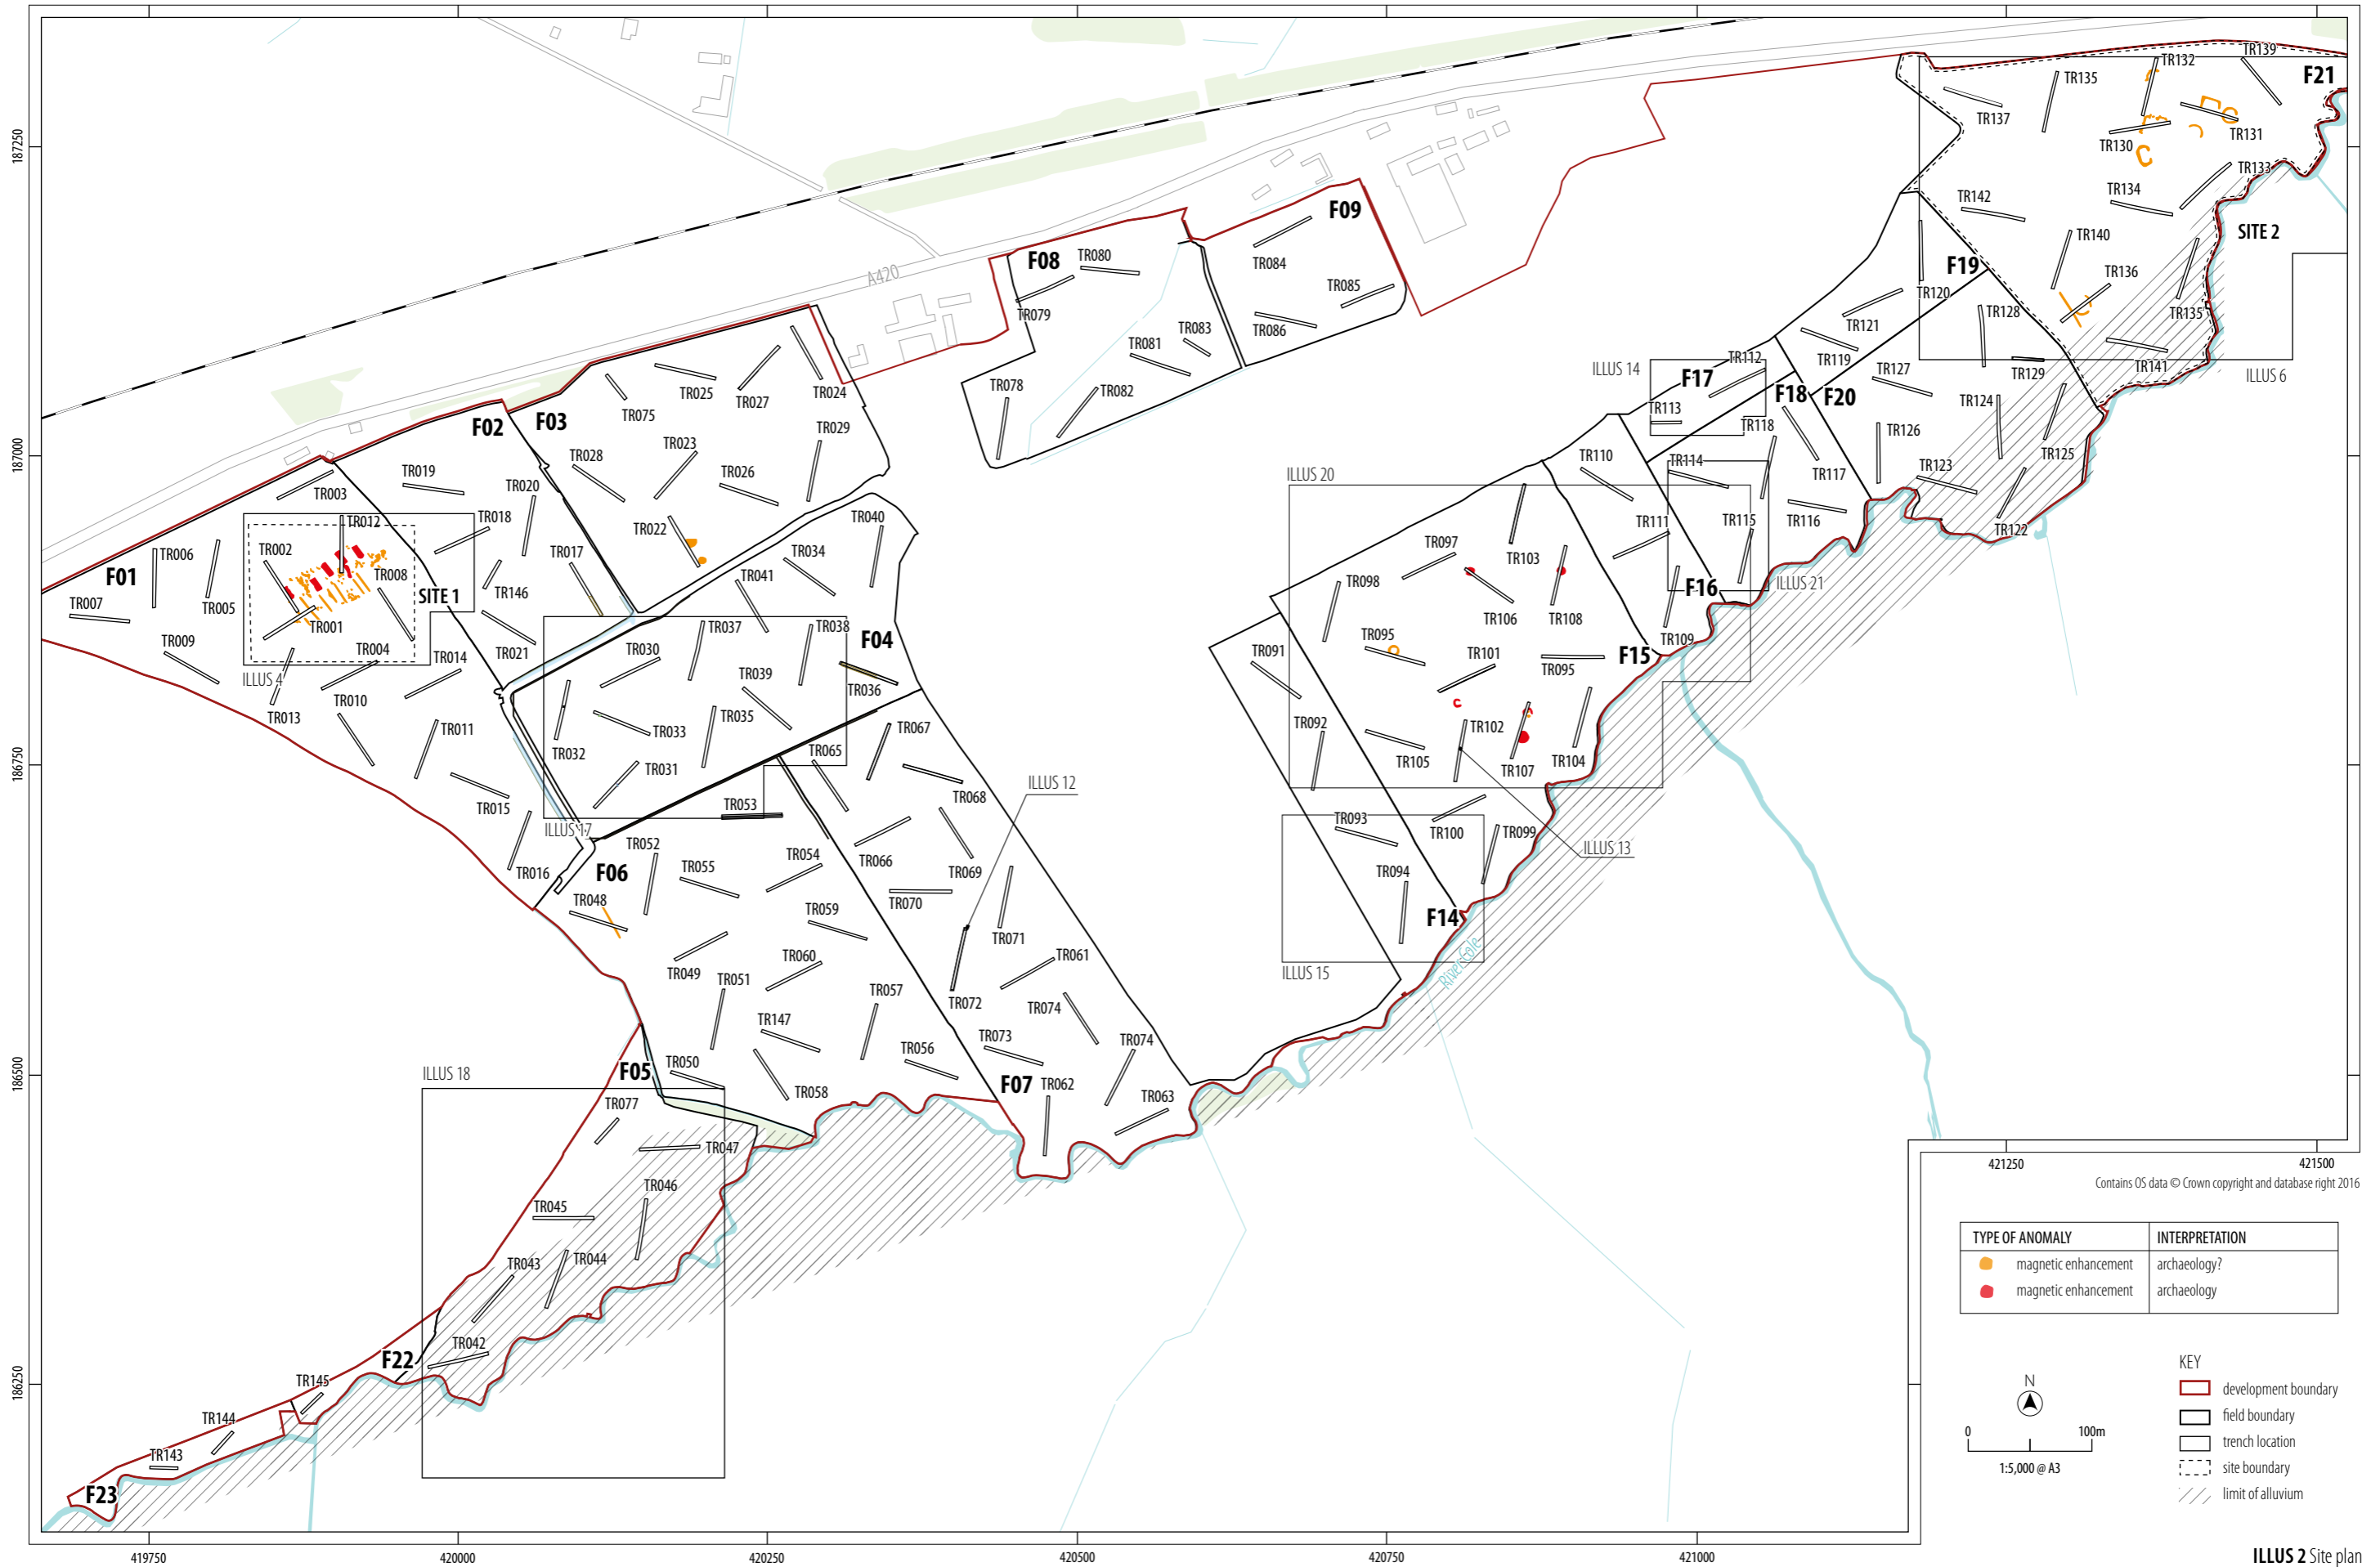 TR139
TR132
F21
TR135
TR137
187250
TR131
TR130
TR133
TR134
TR142
F09
SITE 2
TR140
TR084
F08
TR080
F19
TR136
A420
TR085
TR120
TR128
TR135
TR079
TR086
TR083
TR121
TR081
TR119
TR112
TR141
ILLUS 14
TR129
ILLUS 6
F17
TR127
TR025
TR027
TR024
TR078
TR082
F18
F20
TR124
TR075
TR113
F02
F03
TR118
TR029
TR126
TR023
TR125
187000
TR028
TR110
TR114
TR019
TR026
TR123
TR117
ILLUS 20
TR020
TR003
TR018
TR012
TR022
TR040
TR111
TR115
TR116
TR122
TR097
TR103
TR002
TR006
TR017
TR034
F01
TR008
TR041
TR098
ILLUS 21
F16
SITE 1
TR146
TR007
TR005
TR106
TR108
TR001
TR037
TR038
TR095
TR109
TR009
TR004
TR014
TR021
TR030
F04
TR091
TR101
TR095
F15
ILLUS 4
TR039
TR036
TR010
TR013
TR035
TR092
TR102
TR011
TR033
TR067
TR032
TR065
186750
TR105
TR107
TR104
TR031
ILLUS 12
TR068
TR015
TR053
TR093
TR100
TR099
ILLUS 17
TR052
ILLUS 13
TR054
TR066
TR016
F06
TR055
TR069
TR094
TR048
TR070
TR059
F14
TR071
TR049
TR060
TR061
River Cole
ILLUS 15
TR051
TR057
TR072
TR074
TR147
TR073
TR074
TR056
TR050
186500
F05
ILLUS 18
F07
TR062
TR058
TR063
TR077
TR047
421250
421500
Contains OS data © Crown copyright and database right 2016
TR046
TR045
TYPE OF ANOMALY
INTERPRETATION
TR044
TR043
magnetic enhancement
archaeology?
magnetic enhancement
archaeology
TR042
F22
KEY
186250
TR145
N
development boundary
field boundary
TR144
0
100m
trench location
TR143
1:5,000 @ A3
site boundary
F23
limit of alluvium
419750
420000
420250
420500
420750
421000
ILLUS 2 Site plan